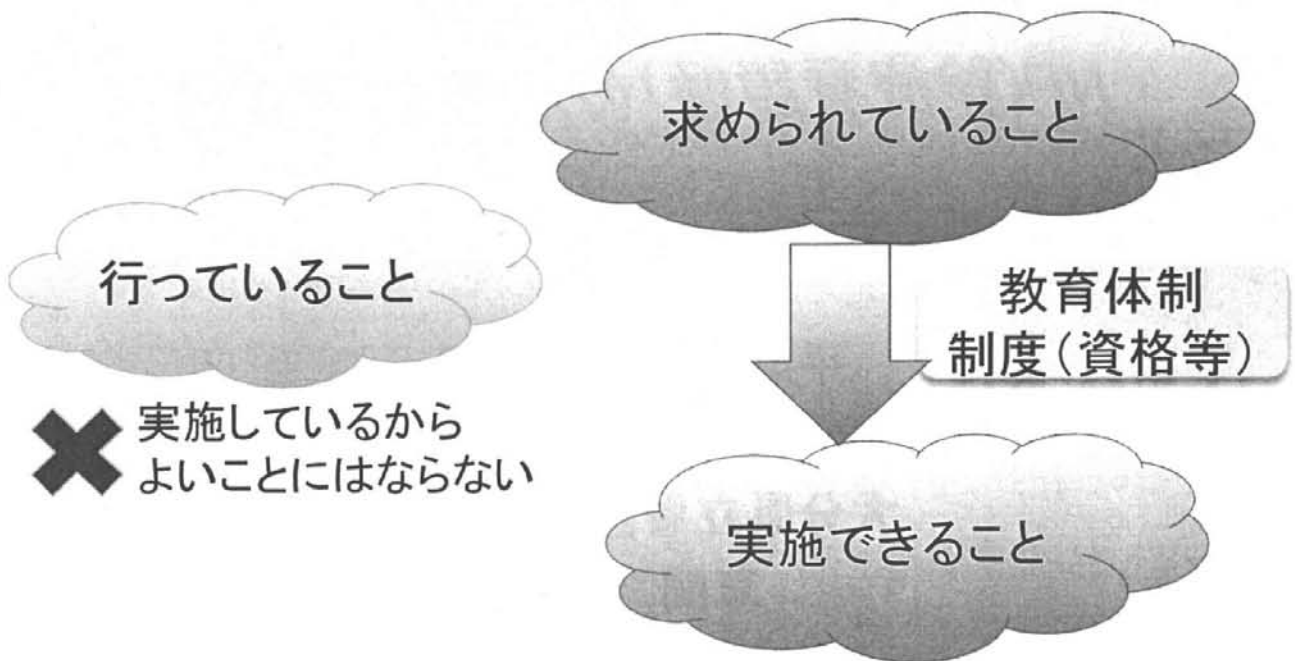 求められていること
行っていること
教育体制
制度(資格等)
実施しているから
よいことにはならない
実施できること